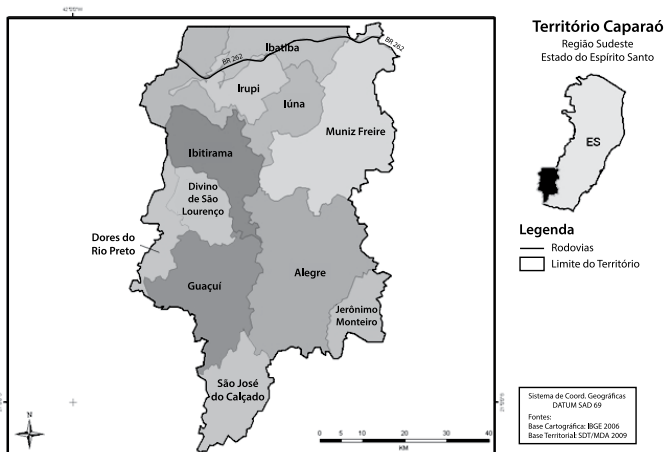 Território Caparaó
Região Sudeste
Estado do Espírito Santo
ES
Legenda
Rodovias
Limite do Território
Ibatiba
BR 262
BR 262
Irupi
Iúna
Muniz Freire
Ibitirama
Divino
de São
Lourenço
Dores do
Rio Preto
Guaçuí
Alegre
Jerônimo
Monteiro
São José
do Calçado
N
0
10
20
30
40
KM
Sistema de Coord. Geográficas
DATUM SAD 69
Fontes:
Base Cartográfica: IBGE 2006
Base Territorial: SDT/MDA 2009